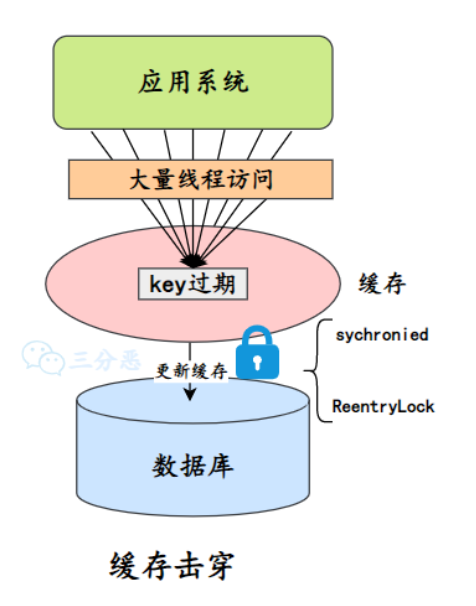 应用系统
大量线程访问
key过期
缓存
sychronied
三分恶
更新缓存
ReentryLock
数据库
缓存击穿